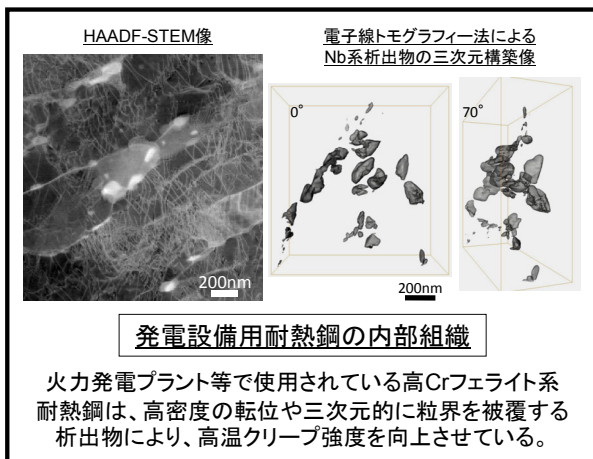 HAADF-STEM像
電子線トモグラフィー法による
Nb系析出物の三次元構築像
0°
70°
200nm
200nm
発電設備用耐熱鋼の内部組織
火力発電プラント等で使用されている高Crフェライト系
耐熱鋼は、高密度の転位や三次元的に粒界を被覆する
析出物により、高温クリープ強度を向上させている。